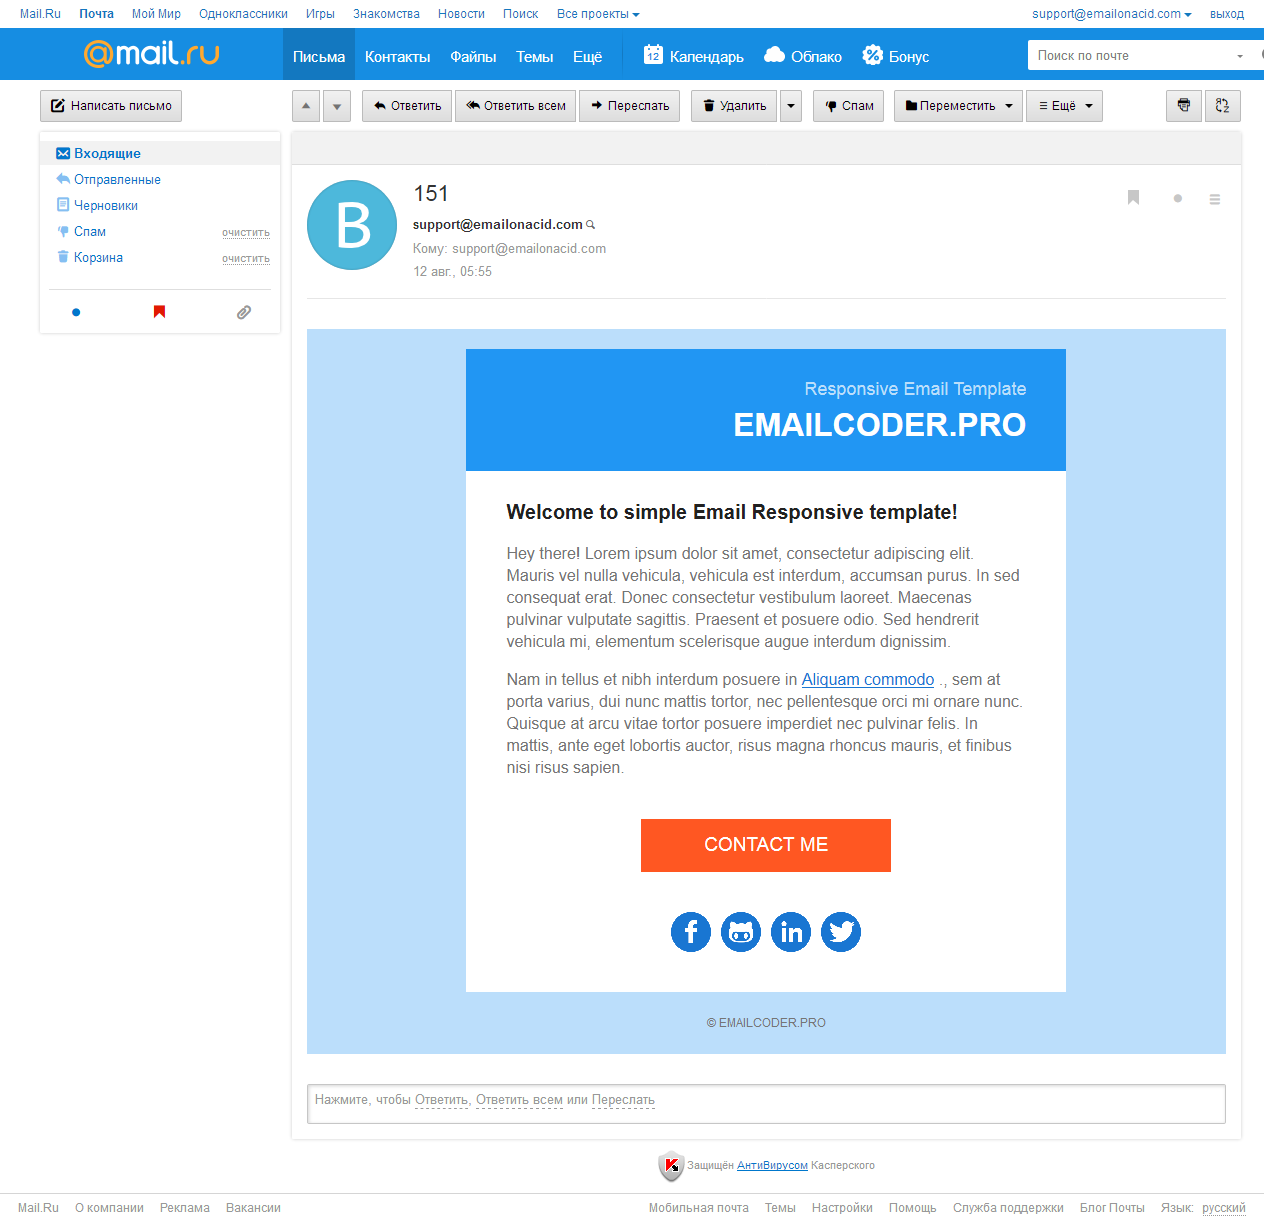 Mail.Ru Почта Мой Мир Одноклассники Игры Знакомства Новости Поиск Все проекты support@emailonacid.com выход
@mail.ru Письма Контакты Файлы Темы Ещё 12 Календарь Облако Бонус Поиск по почте
Написать письмо Ответить Ответить всем Переслать Удалить Спам Переместить Ещё
Входящие
Отправленные
Черновики
Спам очистить
Корзина очистить
B
151
support@emailonacid.com
Кому: support@emailonacid.com
12 авг., 05:55
Responsive Email Template
EMAILCODER.PRO
Welcome to simple Email Responsive template!
Hey there! Lorem ipsum dolor sit amet, consectetur adipiscing elit.
Mauris vel nulla vehicula, vehicula est interdum, accumsan purus. In sed
consequat erat. Donec consectetur vestibulum laoreet. Maecenas
pulvinar vulputate sagittis. Praesent et posuere odio. Sed hendrerit
vehicula mi, elementum scelerisque augue interdum dignissim.
Nam in tellus et nibh interdum posuere in Aliquam commodo ., sem at
porta varius, dui nunc mattis tortor, nec pellentesque orci mi ornare nunc.
Quisque at arcu vitae tortor posuere imperdiet nec pulvinar felis. In
mattis, ante eget lobortis auctor, risus magna rhoncus mauris, et finibus
nisi risus sapien.
CONTACT ME
© EMAILCODER.PRO
Нажмите, чтобы Ответить, Ответить всем или Переслать
Защищён АнтиВирусом Касперского
Mail.Ru О компании Реклама Вакансии Мобильная почта Темы Настройки Помощь Служба поддержки Блог Почты Язык: русский